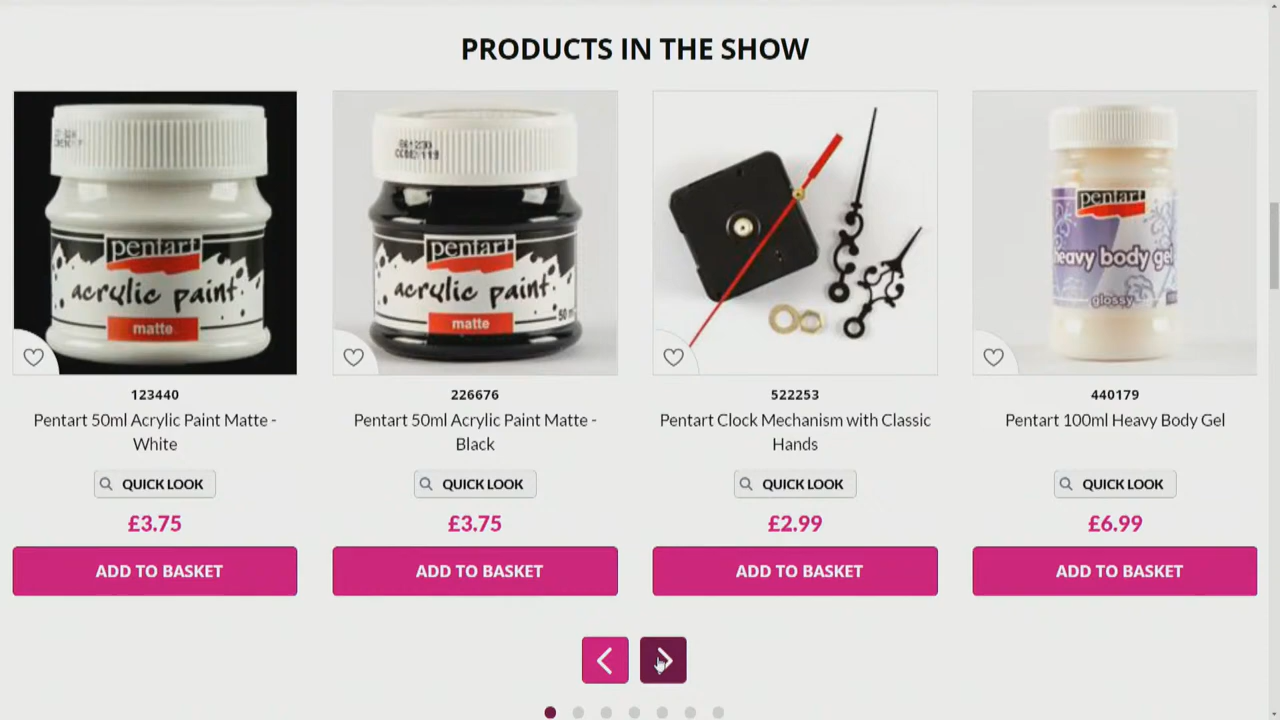 PRODUCTS IN THE SHOW
pentart
acrylic paint
matte
pentart
acrylic paint
matte
pentart
heavy body gel
glossy
123440
Pentart 50ml Acrylic Paint Matte -
White
QUICK LOOK
£3.75
ADD TO BASKET
226676
Pentart 50ml Acrylic Paint Matte -
Black
QUICK LOOK
£3.75
ADD TO BASKET
522253
Pentart Clock Mechanism with Classic
Hands
QUICK LOOK
£2.99
ADD TO BASKET
440179
Pentart 100ml Heavy Body Gel
QUICK LOOK
£6.99
ADD TO BASKET